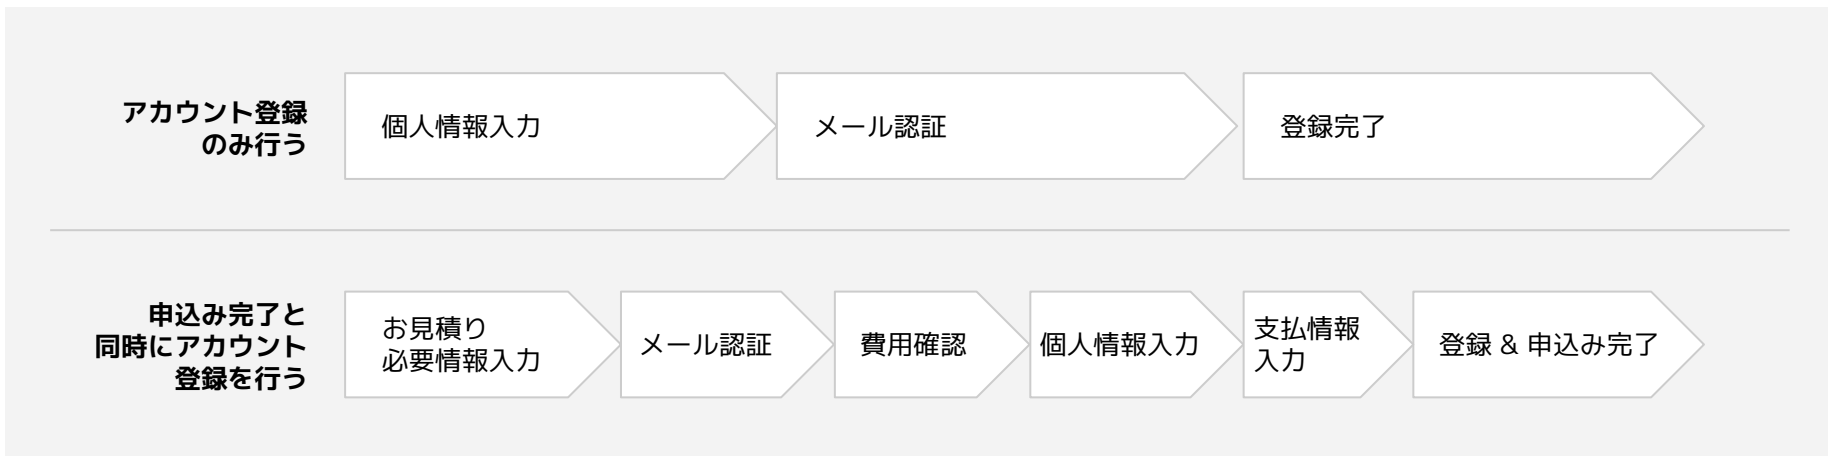 アカウント登録
のみ行う
個人情報入力
メール認証
登録完了
申込み完了と
同時にアカウント
登録を行う
お見積り
必要情報入力
メール認証
費用確認
個人情報入力
支払情報
入力
登録 & 申込み完了